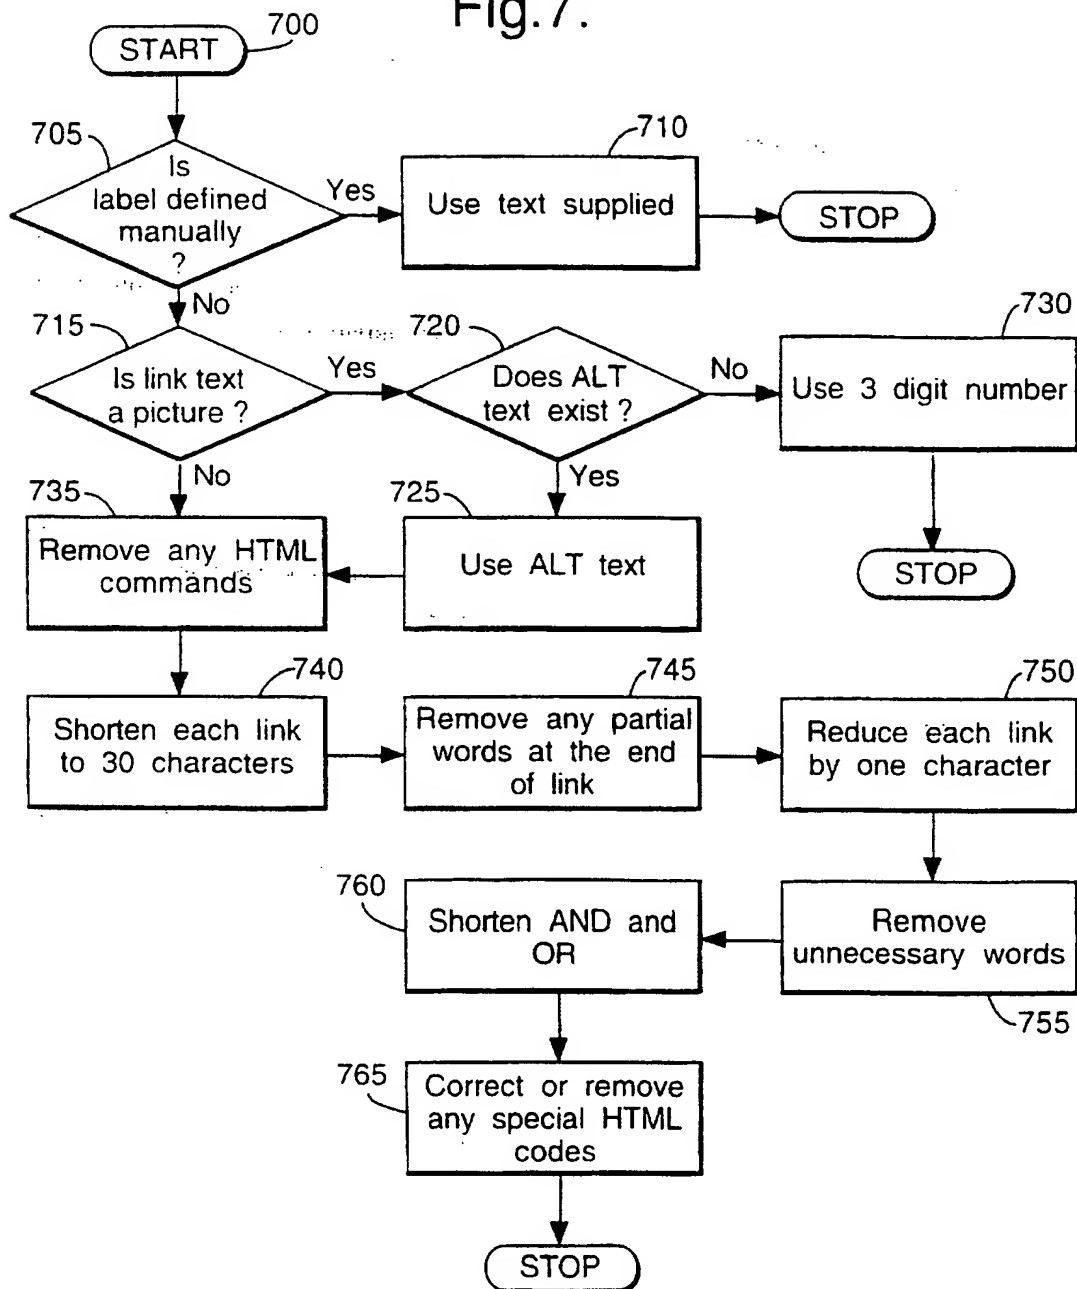 Fig.7.
START
700
705
Is
label defined
manually
?
Yes
710
Use text supplied
STOP
No
715
Is link text
a picture ?
Yes
720
Does ALT
text exist ?
No
730
Use 3 digit number
STOP
No
Yes
735
Remove any HTML
commands
725
Use ALT text
740
Shorten each link
to 30 characters
745
Remove any partial
words at the end
of link
750
Reduce each link
by one character
760
Shorten AND and
OR
Remove
unnecessary words
755
765
Correct or remove
any special HTML
codes
STOP